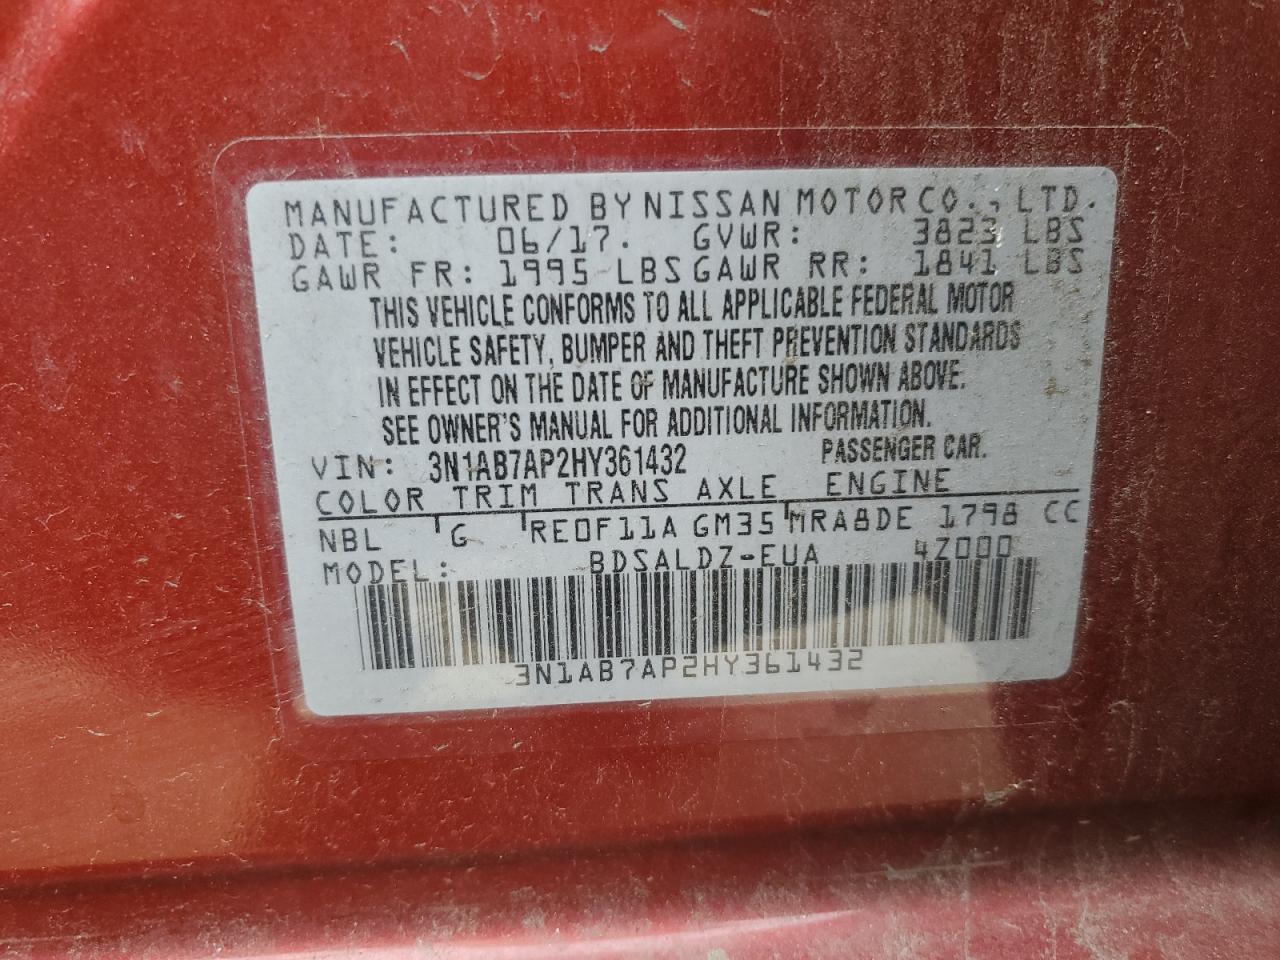 MANUFACTURED BY NISSAN MOTOR CO., LTD.
DATE: 06/17. GVWR: 3823 LBS
GAWR FR: 1995 LBS GAWR RR: 1841 LBS
THIS VEHICLE CONFORMS TO ALL APPLICABLE FEDERAL MOTOR
VEHICLE SAFETY, BUMPER AND THEFT PREVENTION STANDARDS
IN EFFECT ON THE DATE OF MANUFACTURE SHOWN ABOVE.
SEE OWNER'S MANUAL FOR ADDITIONAL INFORMATION.
VIN: 3N1AB7AP2HY361432 PASSENGER CAR.
COLOR TRIM TRANS AXLE ENGINE
NBL G RE0F11A GM35 MRA8DE 1798 CC
MODEL: BDSALDZ-EUA 4Z000
3N1AB7AP2HY361432